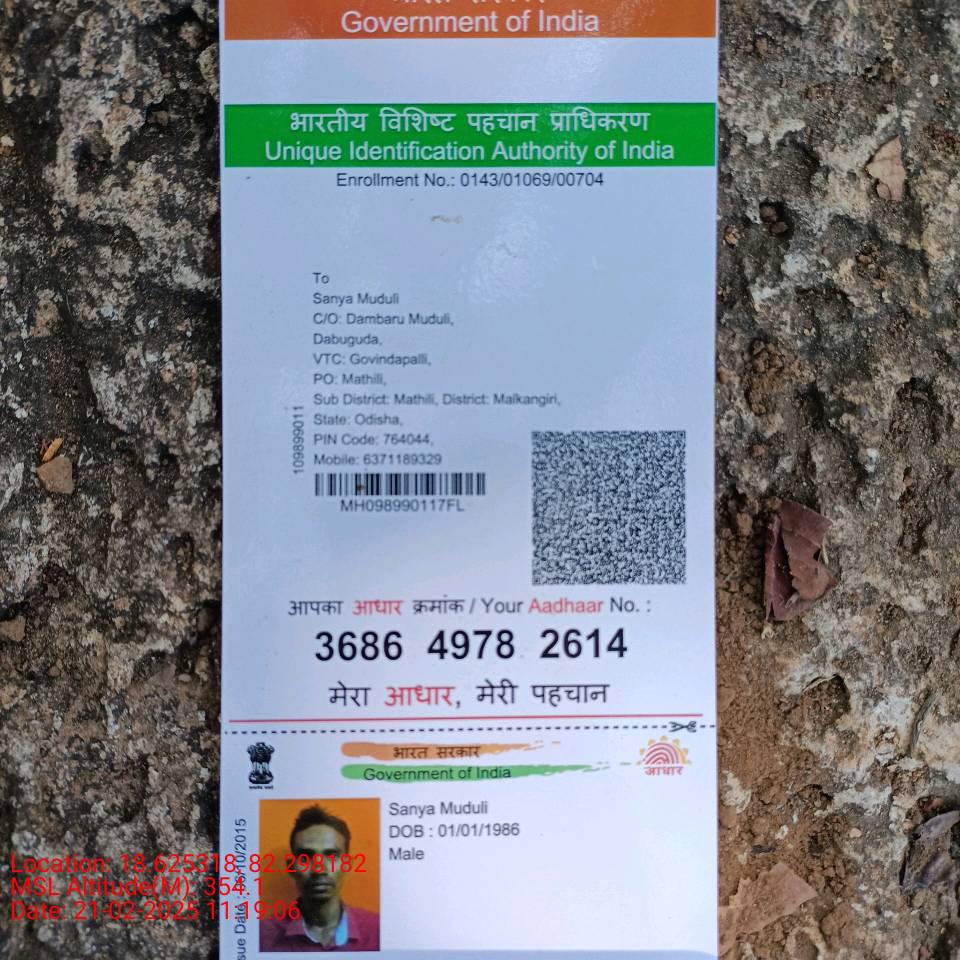 Government of India
भारतीय विशिष्ट पहचान प्राधिकरण
Unique Identification Authority of India
Enrollment No.: 0143/01069/00704
To
Sanya Muduli
C/O: Dambaru Muduli,
Dabuguda,
VTC: Govindapalli,
PO: Mathili,
Sub District: Mathili, District: Malkangiri,
State: Odisha,
PIN Code: 764044,
Mobile: 6371189329
109899011
MH098990117FL
आपका आधार क्रमांक / Your Aadhaar No. :
3686 4978 2614
मेरा आधार, मेरी पहचान
भारत सरकार
Government of India
आधार
Sanya Muduli
DOB : 01/01/1986
Male
Location: 18.625318, 82.298182
MSL Altitude(M): 354.1
Date: 21-02-2025 11:19:06